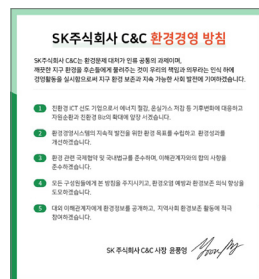 SK주식회사 C&C 환경경영 방침
SK주식회사 C&C는 환경문제 대처가 인류 공통의 과제이며,
깨끗한 지구 환경을 후손들에게 물려주는 것이 우리의 책임과 의무라는 인식 하에
경영활동을 실시함으로써 지구 환경 보존과 지속 가능한 사회 발전에 기여하겠습니다.
1 친환경 ICT 선도 기업으로서 에너지 절감, 온실가스 저감 등 기후변화에 대응하고
자원순환과 친환경 Biz의 확대에 앞장 서겠습니다.
2 환경경영시스템의 지속적 발전을 위한 환경 목표를 수립하고 환경성과를
개선하겠습니다.
3 환경 관련 국제협약 및 국내법규를 준수하며, 이해관계자와의 합의 사항을
준수하겠습니다.
4 모든 구성원들에게 본 방침을 주지시키고, 환경오염 예방과 환경보존 의식 향상을
도모하겠습니다.
5 대외 이해관계자에게 환경정보를 공개하고, 지역사회 환경보존 활동에 적극
참여하겠습니다.
SK 주식회사 C&C 사장 윤풍영